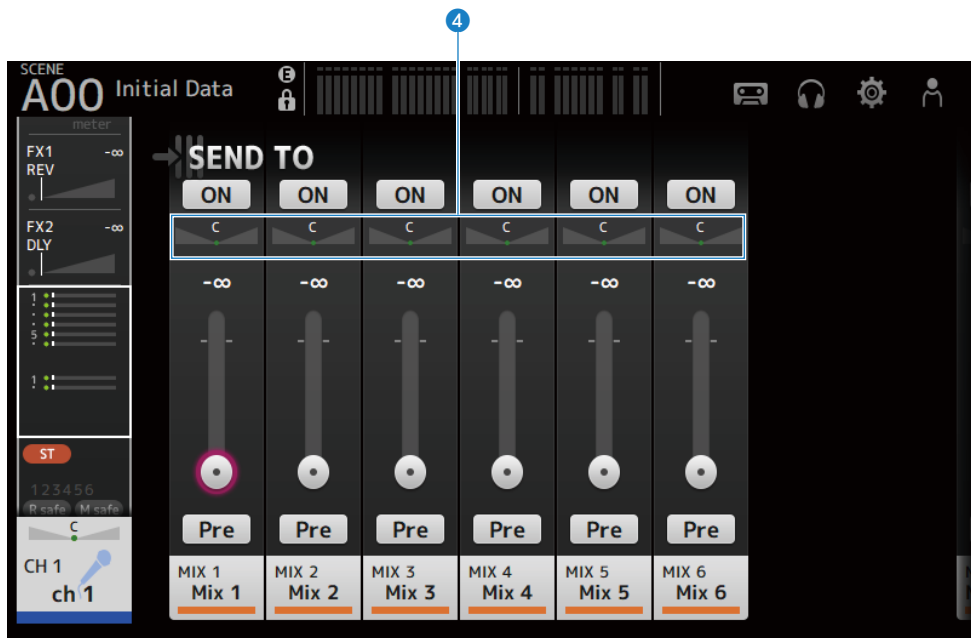 4
SCENE
A00 Initial Data
E
meter
FX1 -∞
REV
FX2 -∞
DLY
1
5
1
ST
123456
R safe M safe
C
CH 1
ch 1
SEND TO
ON ON ON ON ON ON
C C C C C C
-∞ -∞ -∞ -∞ -∞ -∞
Pre Pre Pre Pre Pre Pre
MIX 1 MIX 2 MIX 3 MIX 4 MIX 5 MIX 6
Mix 1 Mix 2 Mix 3 Mix 4 Mix 5 Mix 6